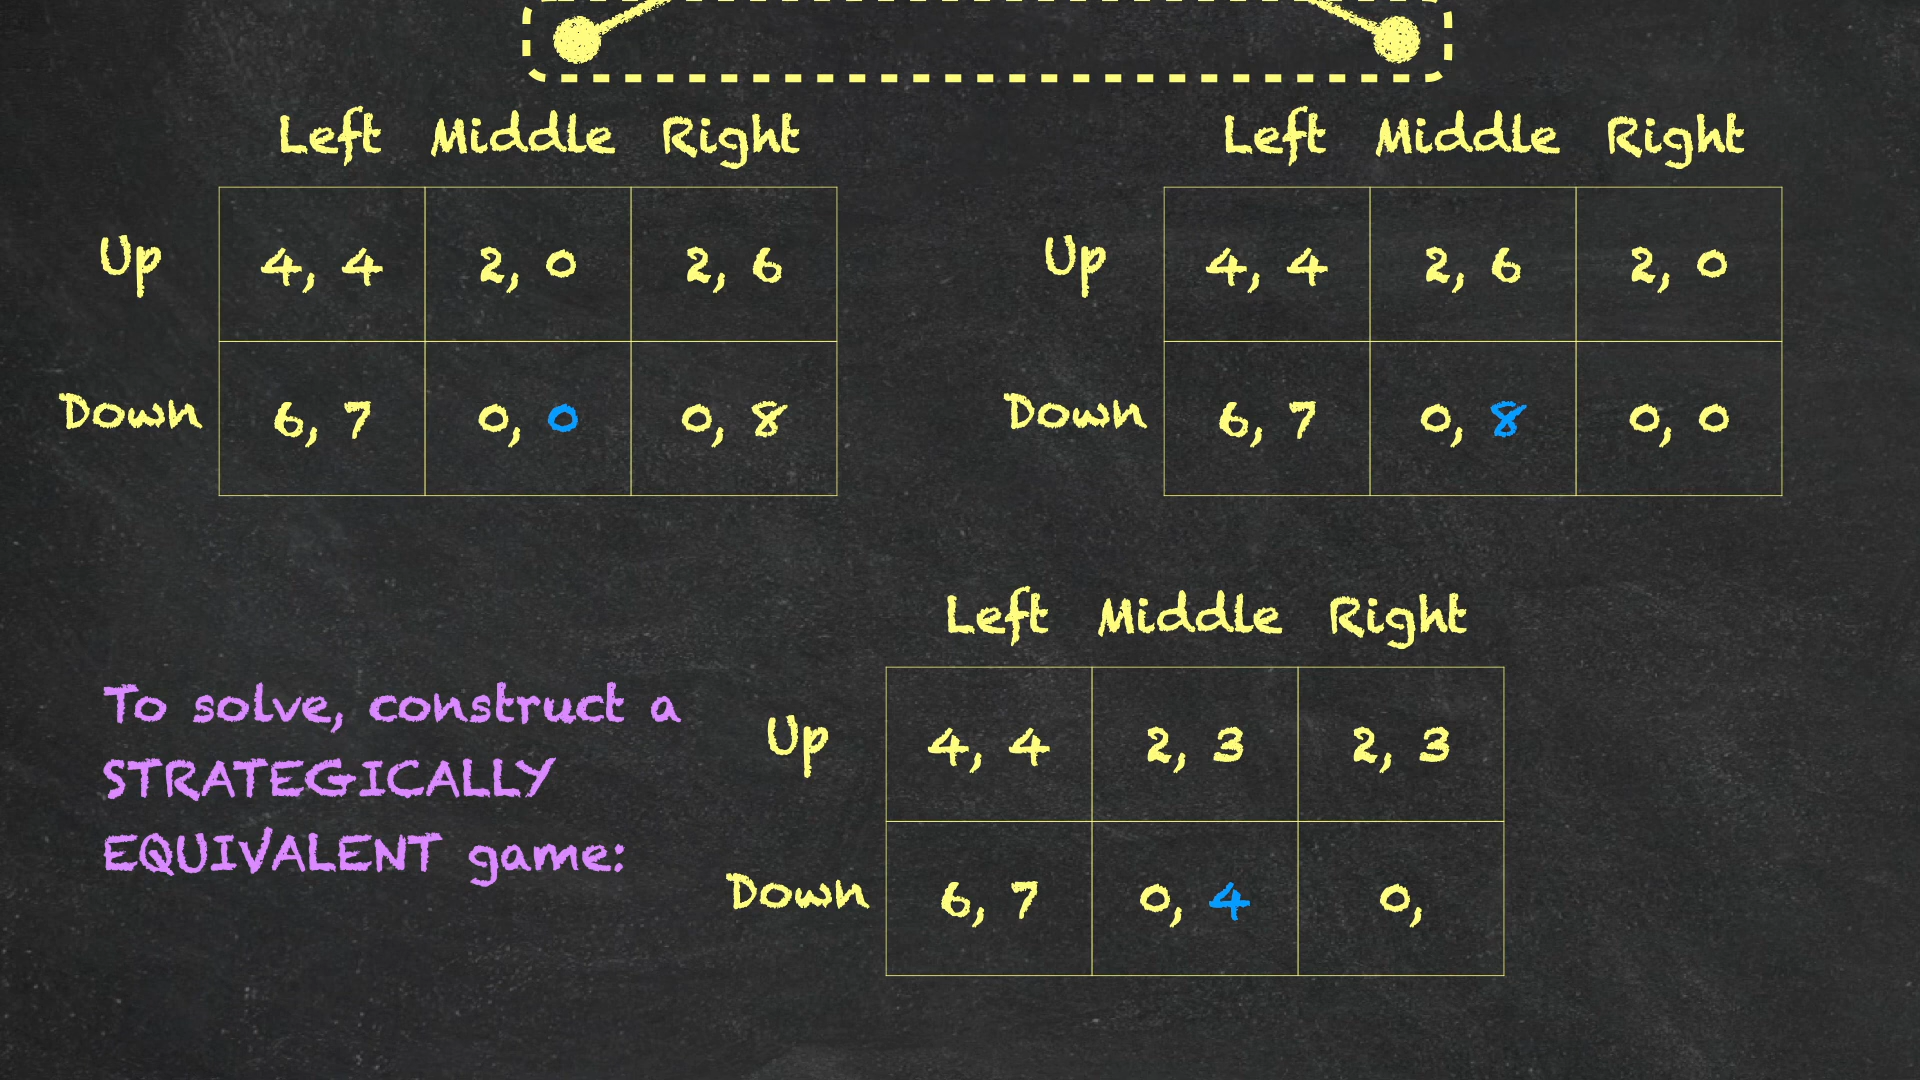 Left Middle Right
Up 4, 4 2, 0 2, 6
Down 6, 7 0, 0 0, 8
Left Middle Right
Up 4, 4 2, 6 2, 0
Down 6, 7 0, 8 0, 0
To solve, construct a
STRATEGICALLY
EQUIVALENT game:
Left Middle Right
Up 4, 4 2, 3 2, 3
Down 6, 7 0, 4 0,